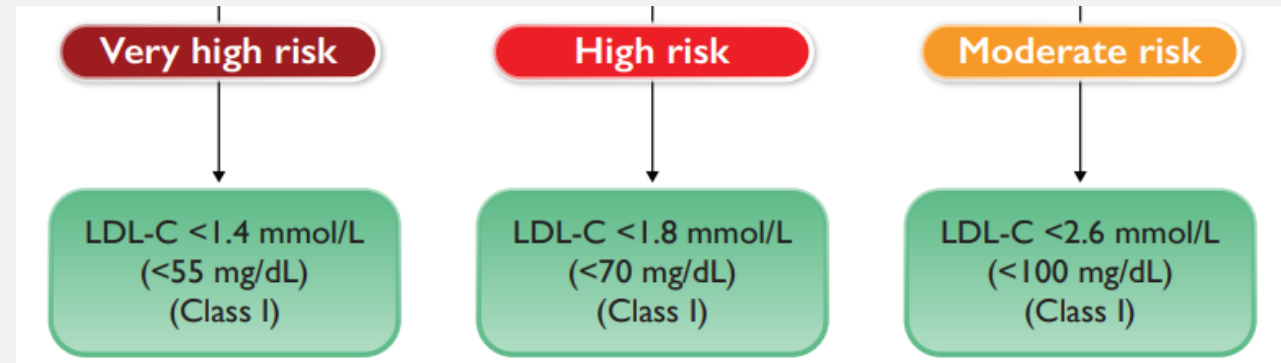 Very high risk
High risk
Moderate risk
LDL-C <1.4 mmol/L
(<55 mg/dL)
(Class I)
LDL-C <1.8 mmol/L
(<70 mg/dL)
(Class I)
LDL-C <2.6 mmol/L
(<100 mg/dL)
(Class I)